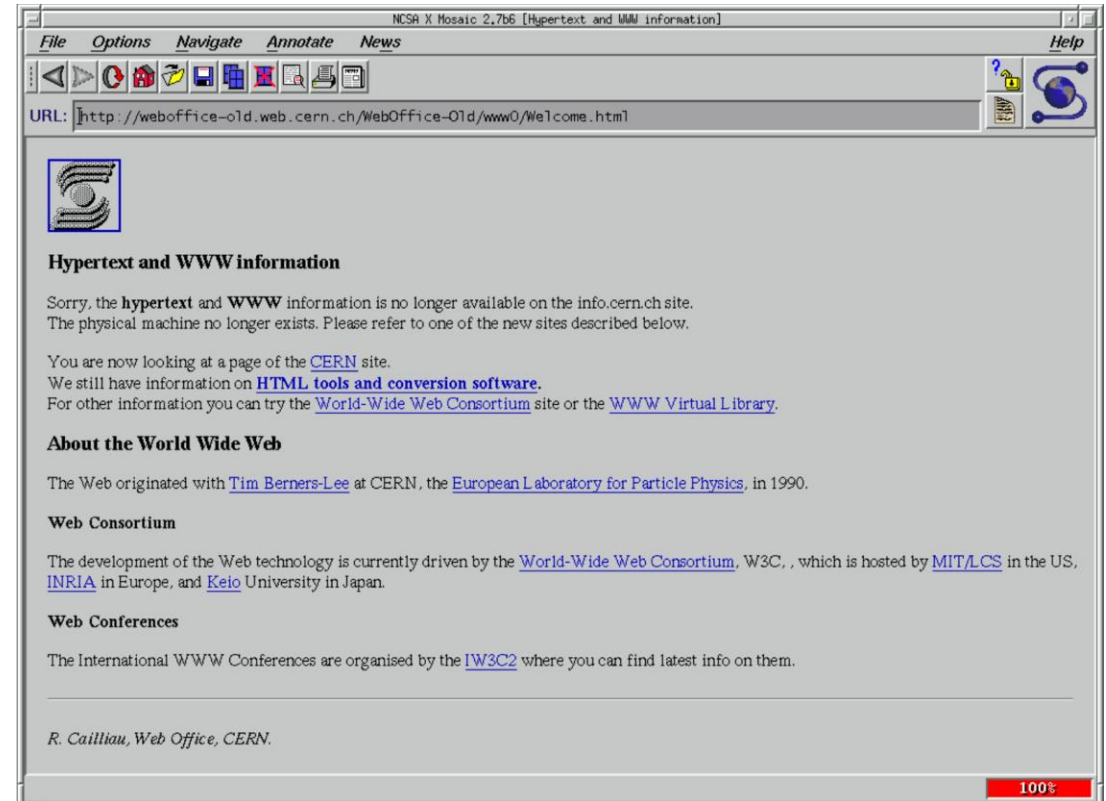 NCSA X Mosaic 2.7b6 [Hypertext and WWW information]
File Options Navigate Annotate News Help
URL: http://weboffice-old.web.cern.ch/WebOffice-Old/www0/Welcome.html
Hypertext and WWW information
Sorry, the hypertext and WWW information is no longer available on the info.cern.ch site.
The physical machine no longer exists. Please refer to one of the new sites described below.
You are now looking at a page of the CERN site.
We still have information on HTML tools and conversion software.
For other information you can try the World-Wide Web Consortium site or the WWW Virtual Library.
About the World Wide Web
The Web originated with Tim Berners-Lee at CERN, the European Laboratory for Particle Physics, in 1990.
Web Consortium
The development of the Web technology is currently driven by the World-Wide Web Consortium, W3C, , which is hosted by MIT/LCS in the US,
INRIA in Europe, and Keio University in Japan.
Web Conferences
The International WWW Conferences are organised by the IW3C2 where you can find latest info on them.
R. Cailliau, Web Office, CERN.
100%